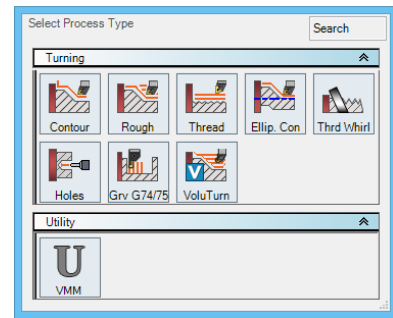 Select Process Type
Search
Turning
Contour Rough Thread Ellip. Con Thrd Whirl
Holes Grv G74/75 VoluTurn
Utility
U
VMM